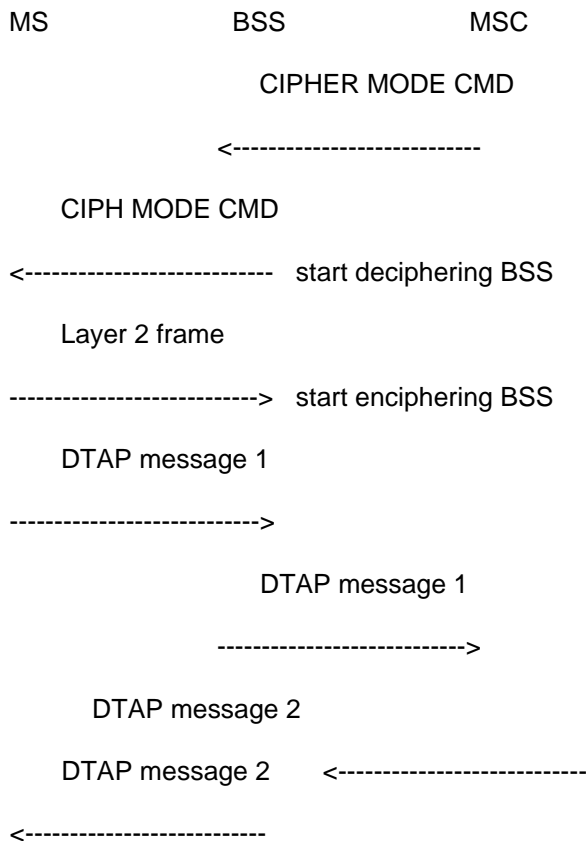 MS BSS MSC
CIPHER MODE CMD
<----------------------------
CIPH MODE CMD
<---------------------------- start deciphering BSS
Layer 2 frame
----------------------------> start enciphering BSS
DTAP message 1
---------------------------->
DTAP message 1
---------------------------->
DTAP message 2
DTAP message 2 <----------------------------
<---------------------------